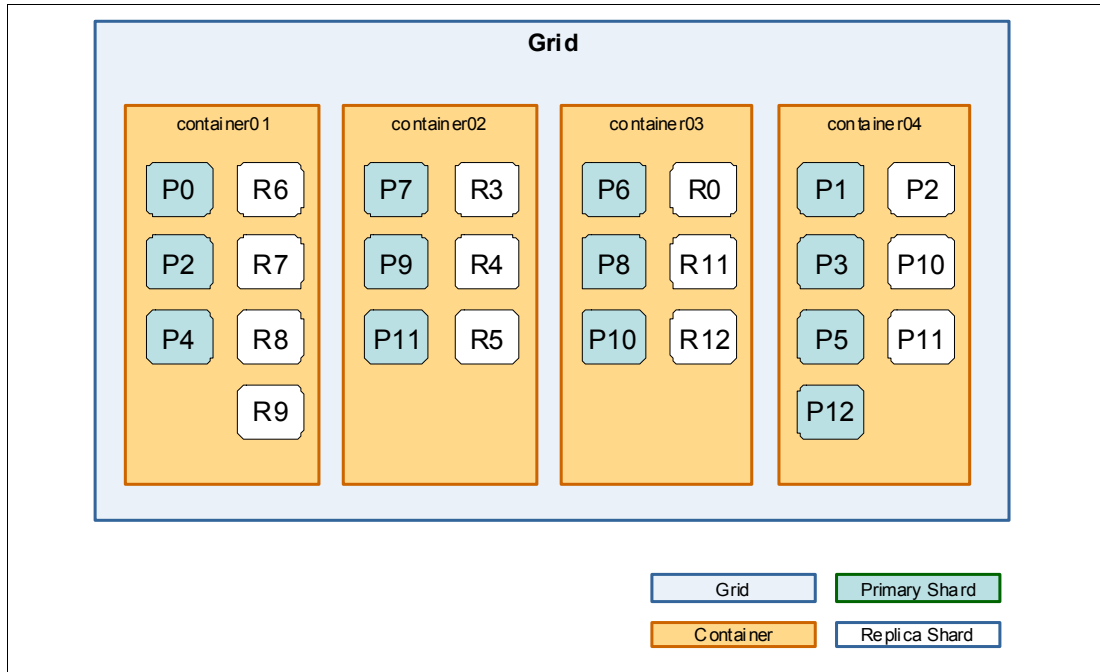 Grid
container01 container02 container03 container04
P0 R6 P7 R3 P6 R0 P1 P2
P2 R7 P9 R4 P8 R11 P3 P10
P4 R8 P11 R5 P10 R12 P5 P11
R9 P12
Grid Primary Shard
Container Replica Shard